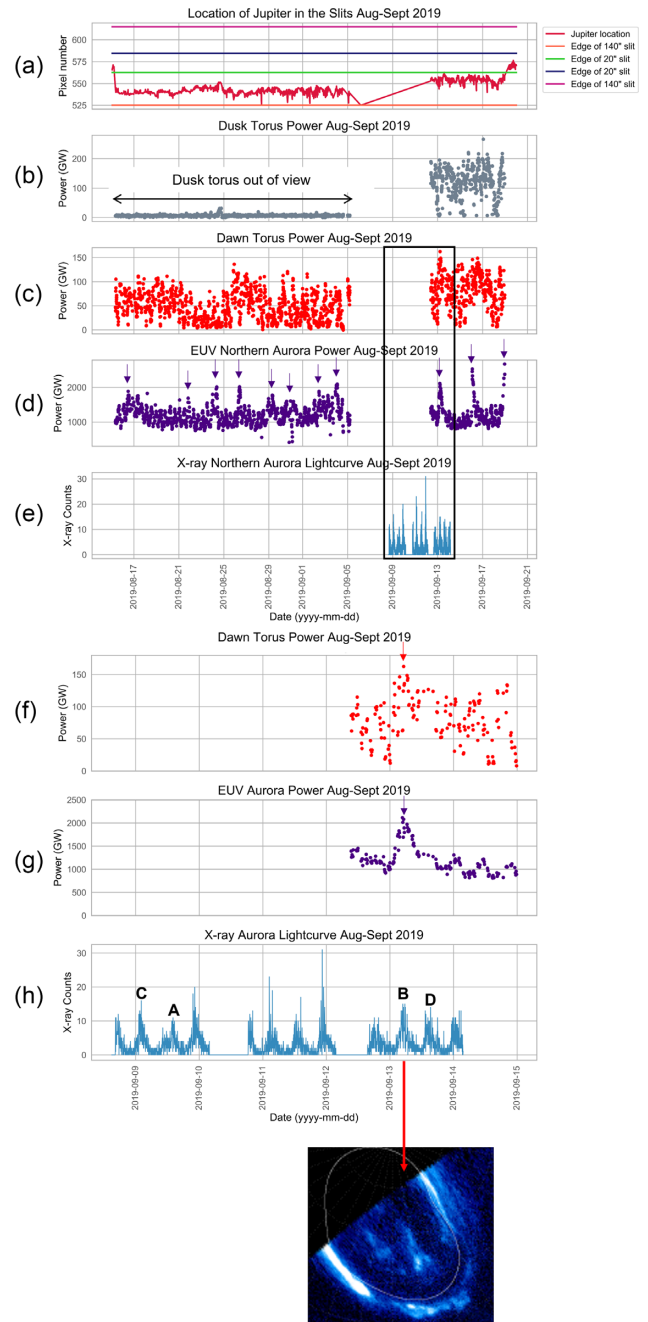 Location of Jupiter in the Slits Aug-Sept 2019
(a)
Pixel number
600
575
550
525
Jupiter location
Edge of 140" slit
Edge of 20" slit
Edge of 20" slit
Edge of 140" slit
Dusk Torus Power Aug-Sept 2019
(b)
Power (GW)
200
100
0
Dusk torus out of view
Dawn Torus Power Aug-Sept 2019
(c)
Power (GW)
150
100
50
0
EUV Northern Aurora Power Aug-Sept 2019
(d)
Power (GW)
2000
1000
X-ray Northern Aurora Lightcurve Aug-Sept 2019
(e)
X-ray Counts
30
20
10
0
2019-08-17
2019-08-21
2019-08-25
2019-08-29
2019-09-01
2019-09-05
2019-09-09
2019-09-13
2019-09-17
2019-09-21
Date (yyyy-mm-dd)
Dawn Torus Power Aug-Sept 2019
(f)
Power (GW)
150
100
50
0
EUV Aurora Power Aug-Sept 2019
(g)
Power (GW)
2500
2000
1500
1000
500
0
X-ray Aurora Lightcurve Aug-Sept 2019
(h)
X-ray Counts
30
20
10
0
C
A
B
D
2019-09-09
2019-09-10
2019-09-11
2019-09-12
2019-09-13
2019-09-14
2019-09-15
Date (yyyy-mm-dd)